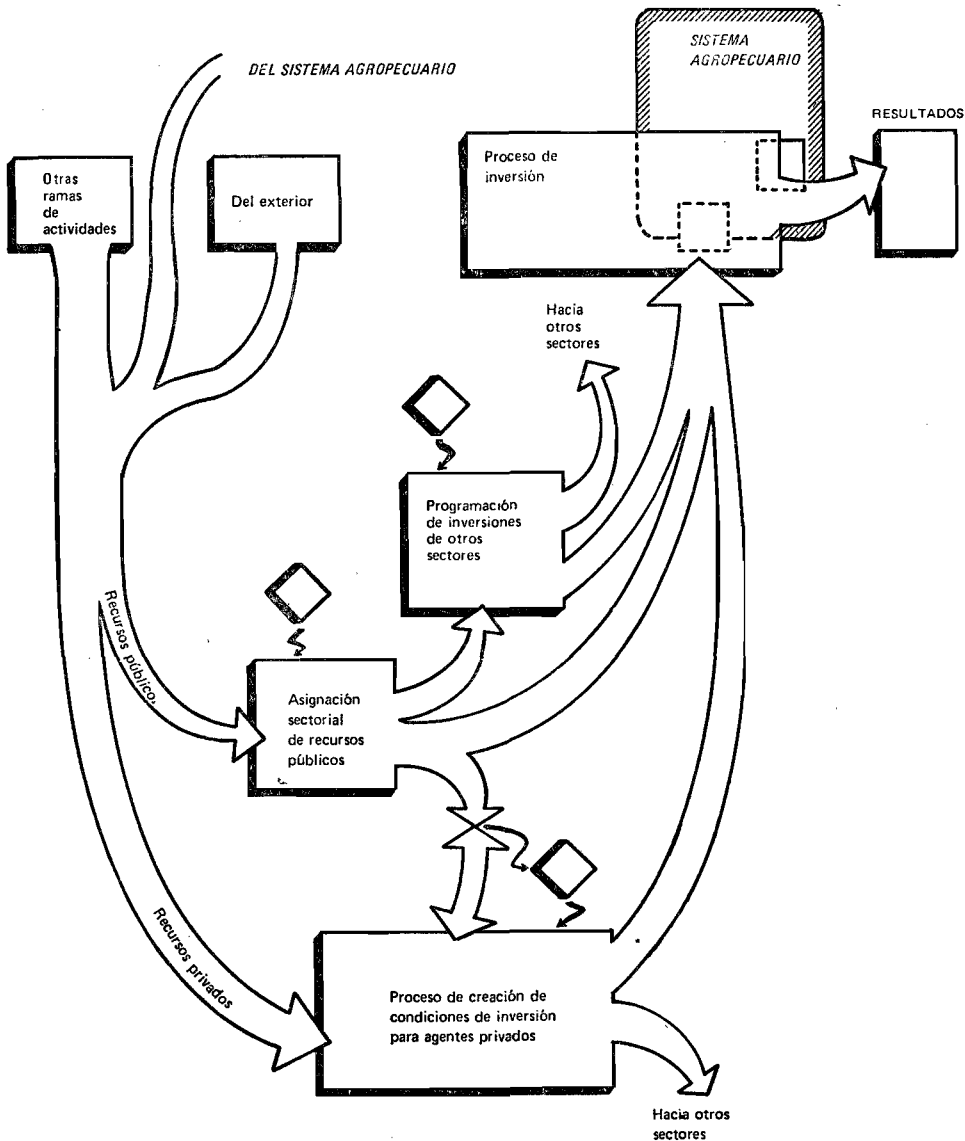 SISTEMA
AGROPECUARIO
DEL SISTEMA AGROPECUARIO
RESULTADOS
Otras
ramas
de
actividades
Del exterior
Proceso de
inversión
Hacia
otros
sectores
Programación
de inversiones
de otros
sectores
Recursos públicos
Asignación
sectorial
de recursos
públicos
Recursos privados
Proceso de creación de
condiciones de inversión
para agentes privados
Hacia otros
sectores